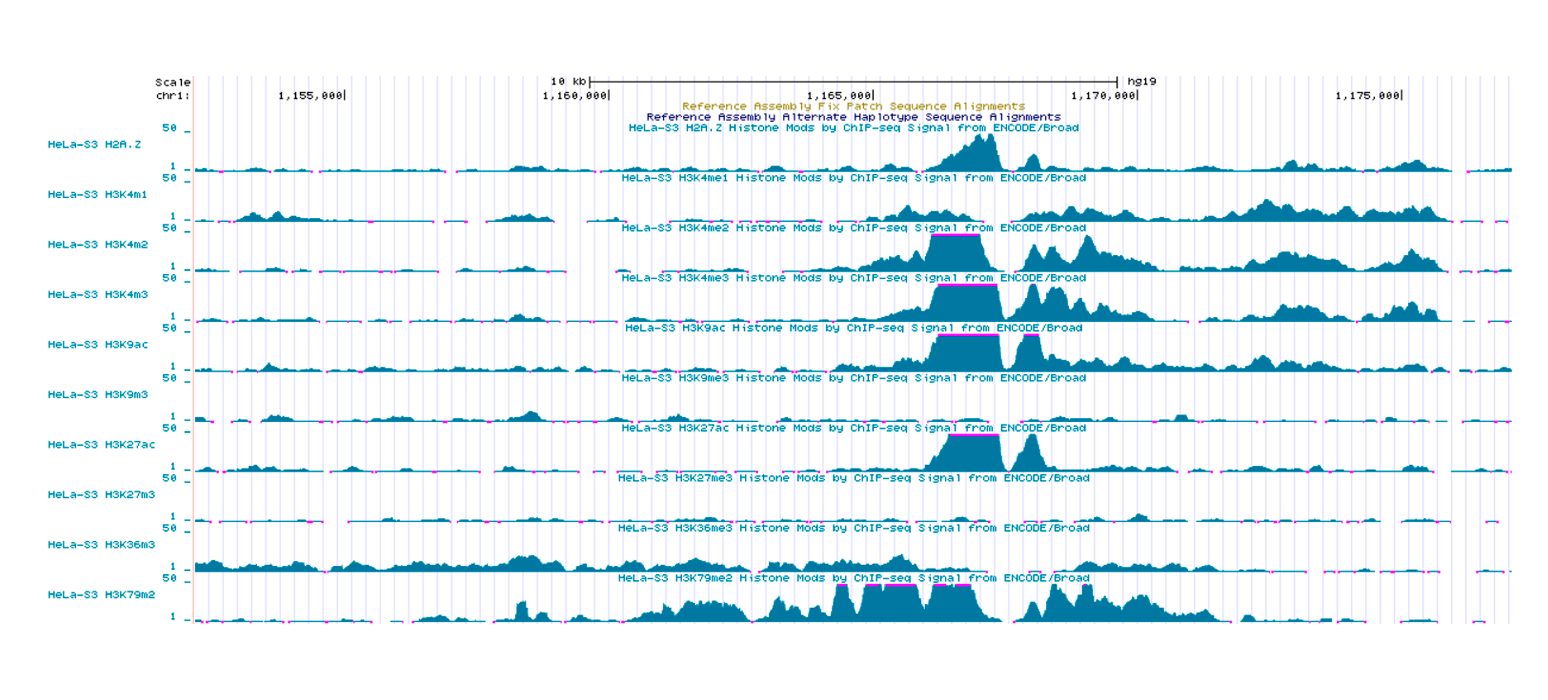 Scale 10 kb hg19
chr1: 1,155,000 1,160,000 1,165,000 1,170,000 1,175,000
Reference Assembly Fix Patch Sequence Alignments
Reference Assembly Alternate Haplotype Sequence Alignments
HeLa-S3 H2A.Z Histone Mods by ChIP-seq Signal from ENCODE/Broad
50
HeLa-S3 H2A.Z
1
HeLa-S3 H3K4me1 Histone Mods by ChIP-seq Signal from ENCODE/Broad
50
HeLa-S3 H3K4m1
1
HeLa-S3 H3K4me2 Histone Mods by ChIP-seq Signal from ENCODE/Broad
50
HeLa-S3 H3K4m2
1
HeLa-S3 H3K4me3 Histone Mods by ChIP-seq Signal from ENCODE/Broad
50
HeLa-S3 H3K4m3
1
HeLa-S3 H3K9ac Histone Mods by ChIP-seq Signal from ENCODE/Broad
50
HeLa-S3 H3K9ac
1
HeLa-S3 H3K9me3 Histone Mods by ChIP-seq Signal from ENCODE/Broad
50
HeLa-S3 H3K9m3
1
HeLa-S3 H3K27ac Histone Mods by ChIP-seq Signal from ENCODE/Broad
50
HeLa-S3 H3K27ac
1
HeLa-S3 H3K27me3 Histone Mods by ChIP-seq Signal from ENCODE/Broad
50
HeLa-S3 H3K27m3
1
HeLa-S3 H3K36me3 Histone Mods by ChIP-seq Signal from ENCODE/Broad
50
HeLa-S3 H3K36m3
1
HeLa-S3 H3K79me2 Histone Mods by ChIP-seq Signal from ENCODE/Broad
50
HeLa-S3 H3K79m2
1